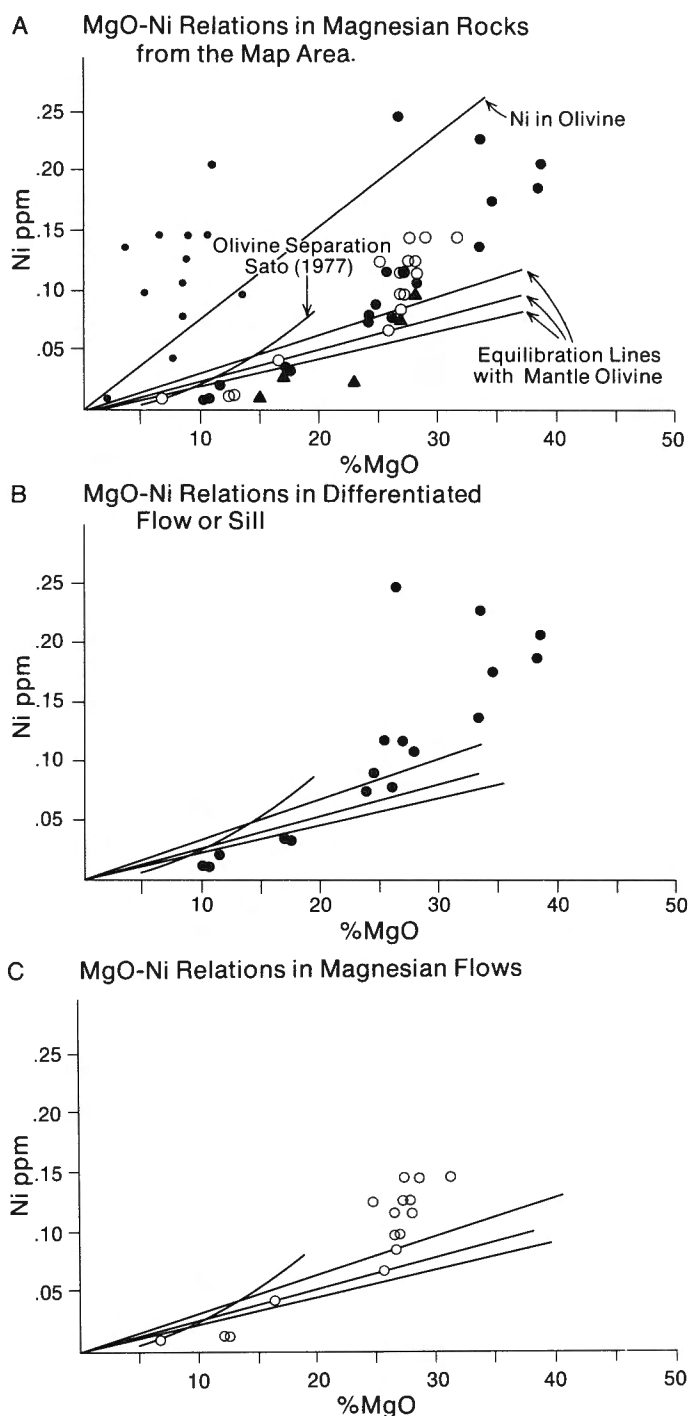 A MgO-Ni Relations in Magnesian Rocks
from the Map Area.
.25
.20
.15
.10
.05
Ni ppm
Ni in Olivine
Olivine Separation
Sato (1977)
Equilibration Lines
with Mantle Olivine
10 20 30 40 50
%MgO
B MgO-Ni Relations in Differentiated
Flow or Sill
.25
.20
.15
.10
.05
Ni ppm
10 20 30 40 50
%MgO
C MgO-Ni Relations in Magnesian Flows
.25
.20
.15
.10
.05
Ni ppm
10 20 30 40 50
%MgO